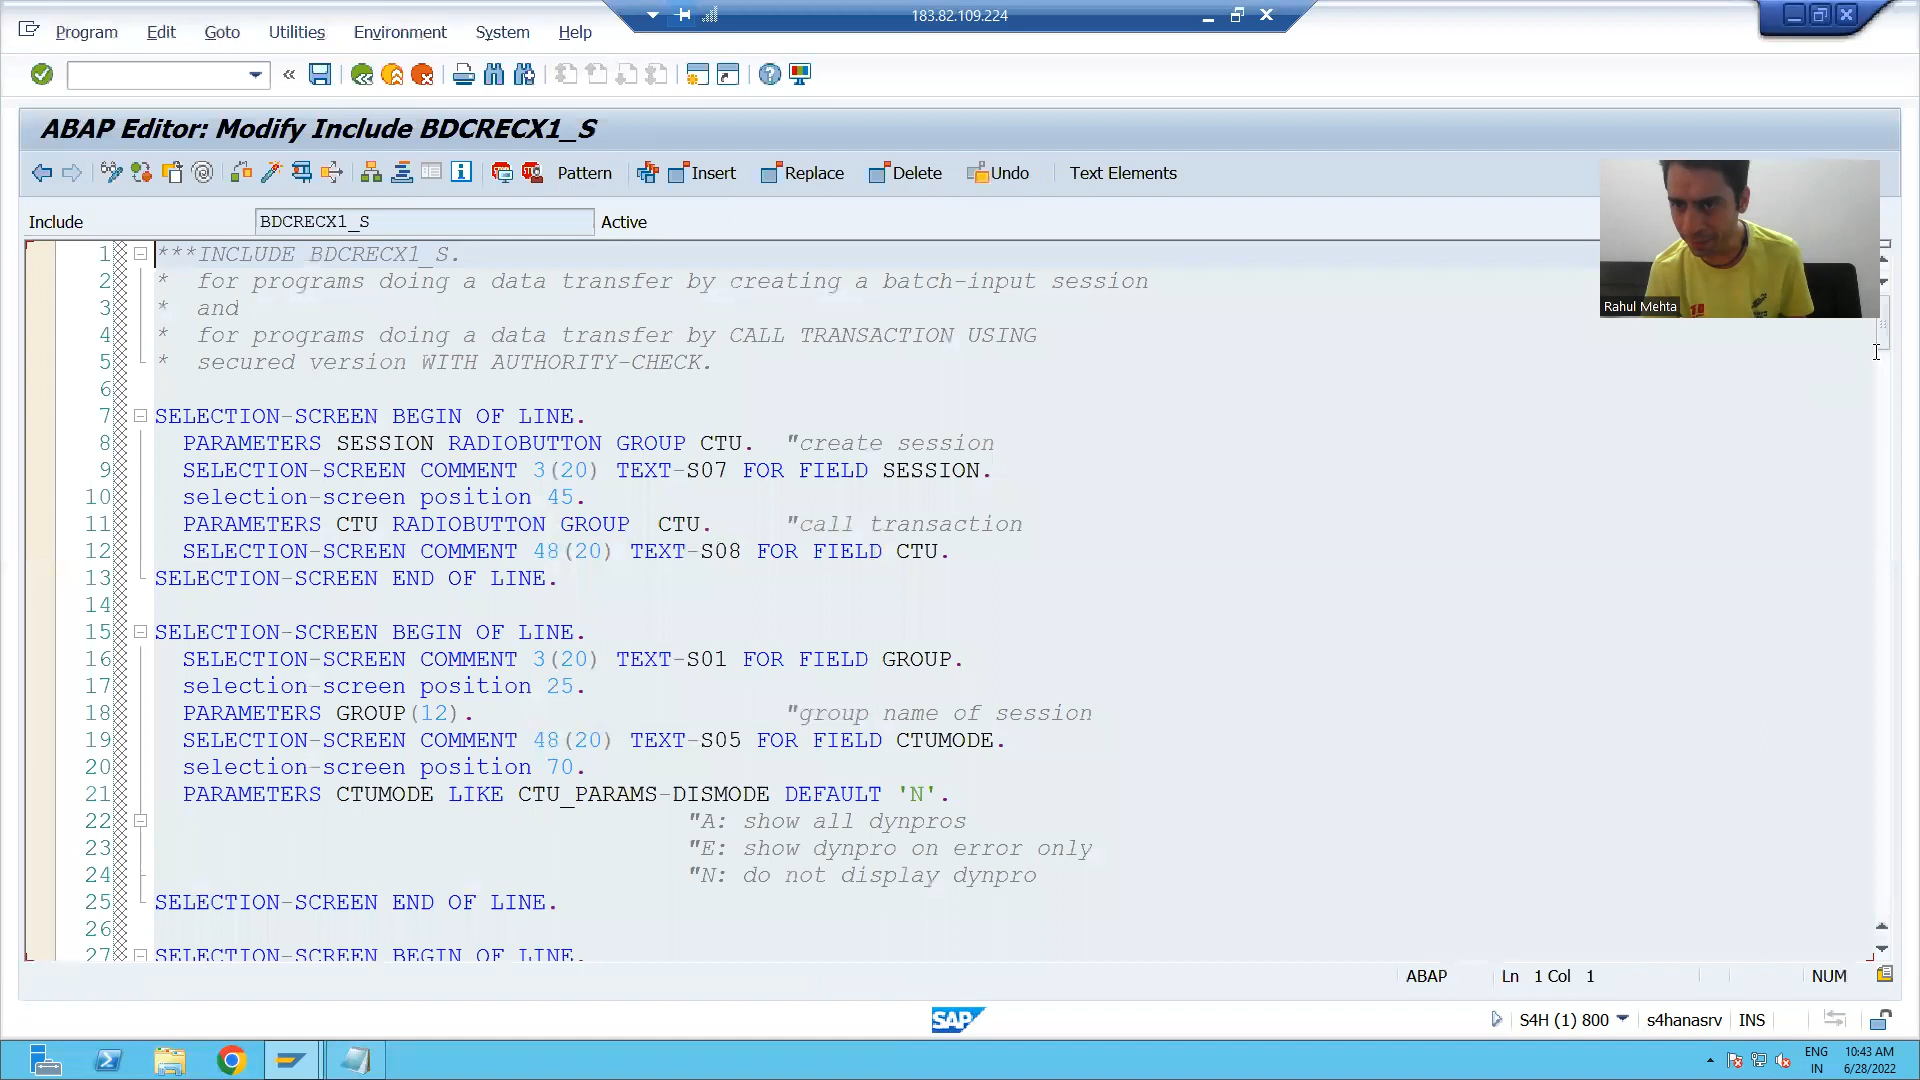 183.82.109.224
Program Edit Goto Utilities Environment System Help
ABAP Editor: Modify Include BDCRECX1_S
Pattern Insert Replace Delete Undo Text Elements
Include BDCRECX1_S Active
Rahul Mehta
1 ***INCLUDE BDCRECX1_S.
2 * for programs doing a data transfer by creating a batch-input session
3 * and
4 * for programs doing a data transfer by CALL TRANSACTION USING
5 * secured version WITH AUTHORITY-CHECK.
6
7 SELECTION-SCREEN BEGIN OF LINE.
8 PARAMETERS SESSION RADIOBUTTON GROUP CTU. "create session
9 SELECTION-SCREEN COMMENT 3(20) TEXT-S07 FOR FIELD SESSION.
10 selection-screen position 45.
11 PARAMETERS CTU RADIOBUTTON GROUP CTU. "call transaction
12 SELECTION-SCREEN COMMENT 48(20) TEXT-S08 FOR FIELD CTU.
13 SELECTION-SCREEN END OF LINE.
14
15 SELECTION-SCREEN BEGIN OF LINE.
16 SELECTION-SCREEN COMMENT 3(20) TEXT-S01 FOR FIELD GROUP.
17 selection-screen position 25.
18 PARAMETERS GROUP(12). "group name of session
19 SELECTION-SCREEN COMMENT 48(20) TEXT-S05 FOR FIELD CTUMODE.
20 selection-screen position 70.
21 PARAMETERS CTUMODE LIKE CTU_PARAMS-DISMODE DEFAULT 'N'.
22 "A: show all dynpros
23 "E: show dynpro on error only
24 "N: do not display dynpro
25 SELECTION-SCREEN END OF LINE.
26
27 SELECTION-SCREEN BEGIN OF LINE.
ABAP Ln 1 Col 1 NUM
SAP S4H (1) 800 s4hanasrv INS
ENG 10:43 AM
IN 6/28/2022